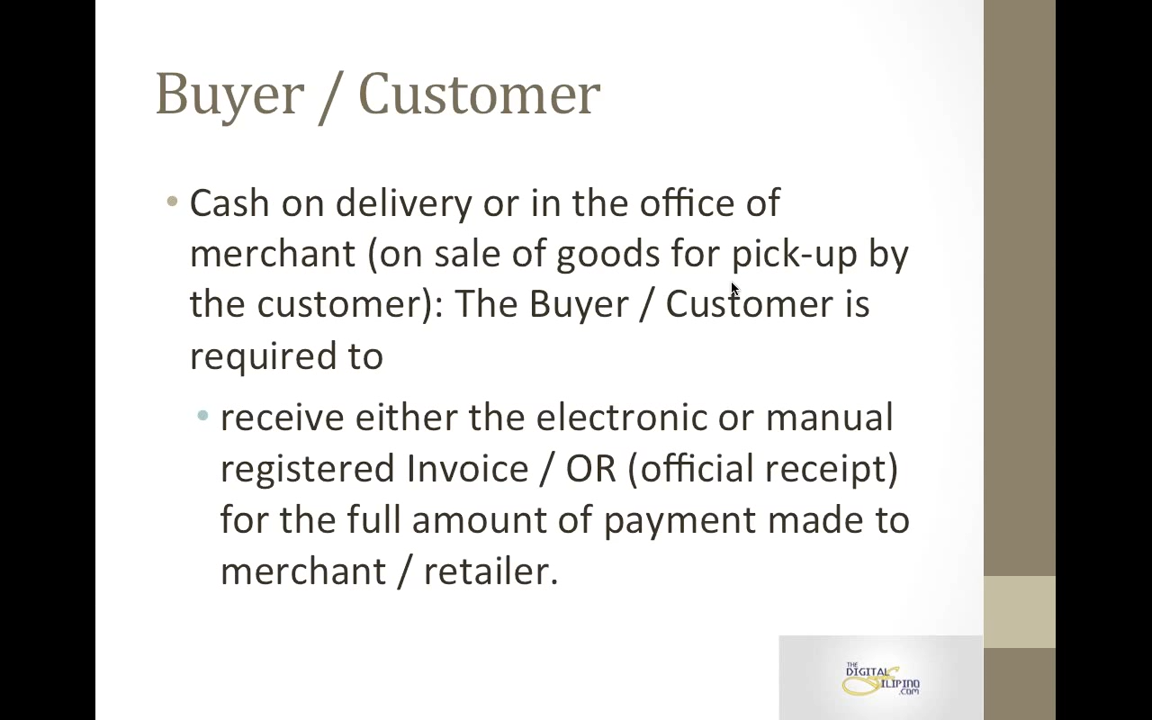 Buyer / Customer
• Cash on delivery or in the office of
merchant (on sale of goods for pick-up by
the customer): The Buyer / Customer is
required to
• receive either the electronic or manual
registered Invoice / OR (official receipt)
for the full amount of payment made to
merchant / retailer.
THE
DIGITAL
FILIPINO
.COM